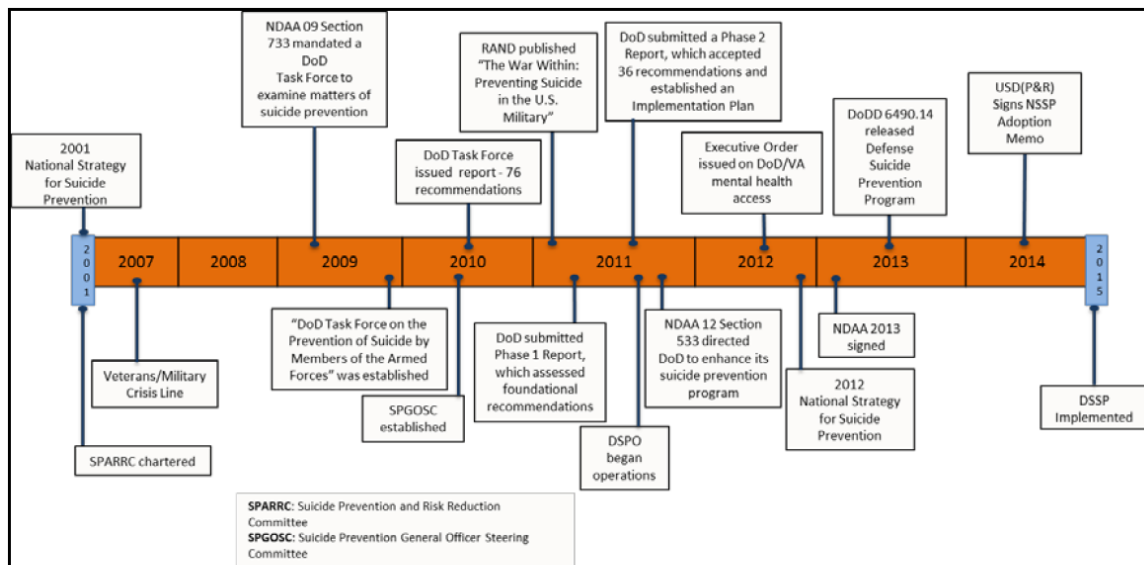 NDAA 09 Section
733 mandated a
DoD
Task Force to
examine matters of
suicide prevention
RAND published
"The War Within:
Preventing Suicide
in the U.S.
Military"
DoD submitted a Phase 2
Report, which accepted
36 recommendations and
established an
Implementation Plan
USD(P&R)
Signs NSSP
Adoption
Memo
DoDD 6490.14
released
Defense
Suicide
Prevention
Program
2001
National Strategy
for Suicide
Prevention
DoD Task Force
issued report - 76
recommendations
Executive Order
issued on DoD/VA
mental health
access
2001
2007
2008
2009
2010
2011
2012
2013
2014
2015
"DoD Task Force on the
Prevention of Suicide by
Members of the Armed
Forces" was established
DoD submitted
Phase 1 Report,
which assessed
foundational
recommendations
NDAA 12 Section
533 directed
DoD to enhance its
suicide prevention
program
NDAA 2013
signed
Veterans/Military
Crisis Line
2012
National Strategy
for Suicide
Prevention
DSSP
Implemented
SPGOSC
established
DSPO
began
operations
SPARRC chartered
SPARRC: Suicide Prevention and Risk Reduction
Committee
SPGOSC: Suicide Prevention General Officer Steering
Committee